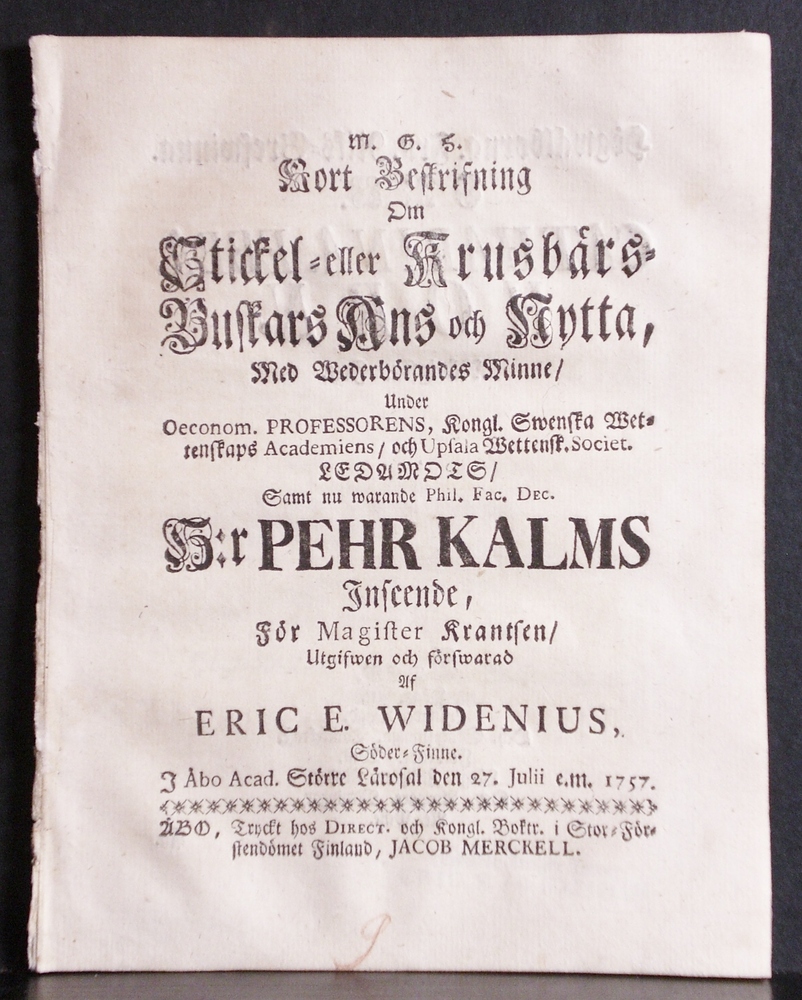 M. G. H.
Kort Beskrifning
Om
Stickel-eller Krusbärs-
Buskars Ans och Nytta,
Med Wederbörandes Minne/
Under
Oeconom. PROFESSORENS, Kongl. Swenska Wet-
tenskaps Academiens/ och Upsala Wettensk. Societ.
LEDAMOTS/
Samt nu warande Phil. Fac. Dec.
H:r PEHR KALMS
Inseende,
För Magister Krantsen/
Utgifwen och förswarad
Af
ERIC E. WIDENIUS,
Söder-Finne.
I Åbo Acad. Större Lärosal den 27. Julii e.m. 1757.
ÅBO, Tryckt hos DIRECT. och Kongl. Boktr. i Stor-För-
stendömet Finland, JACOB MERCKELL.